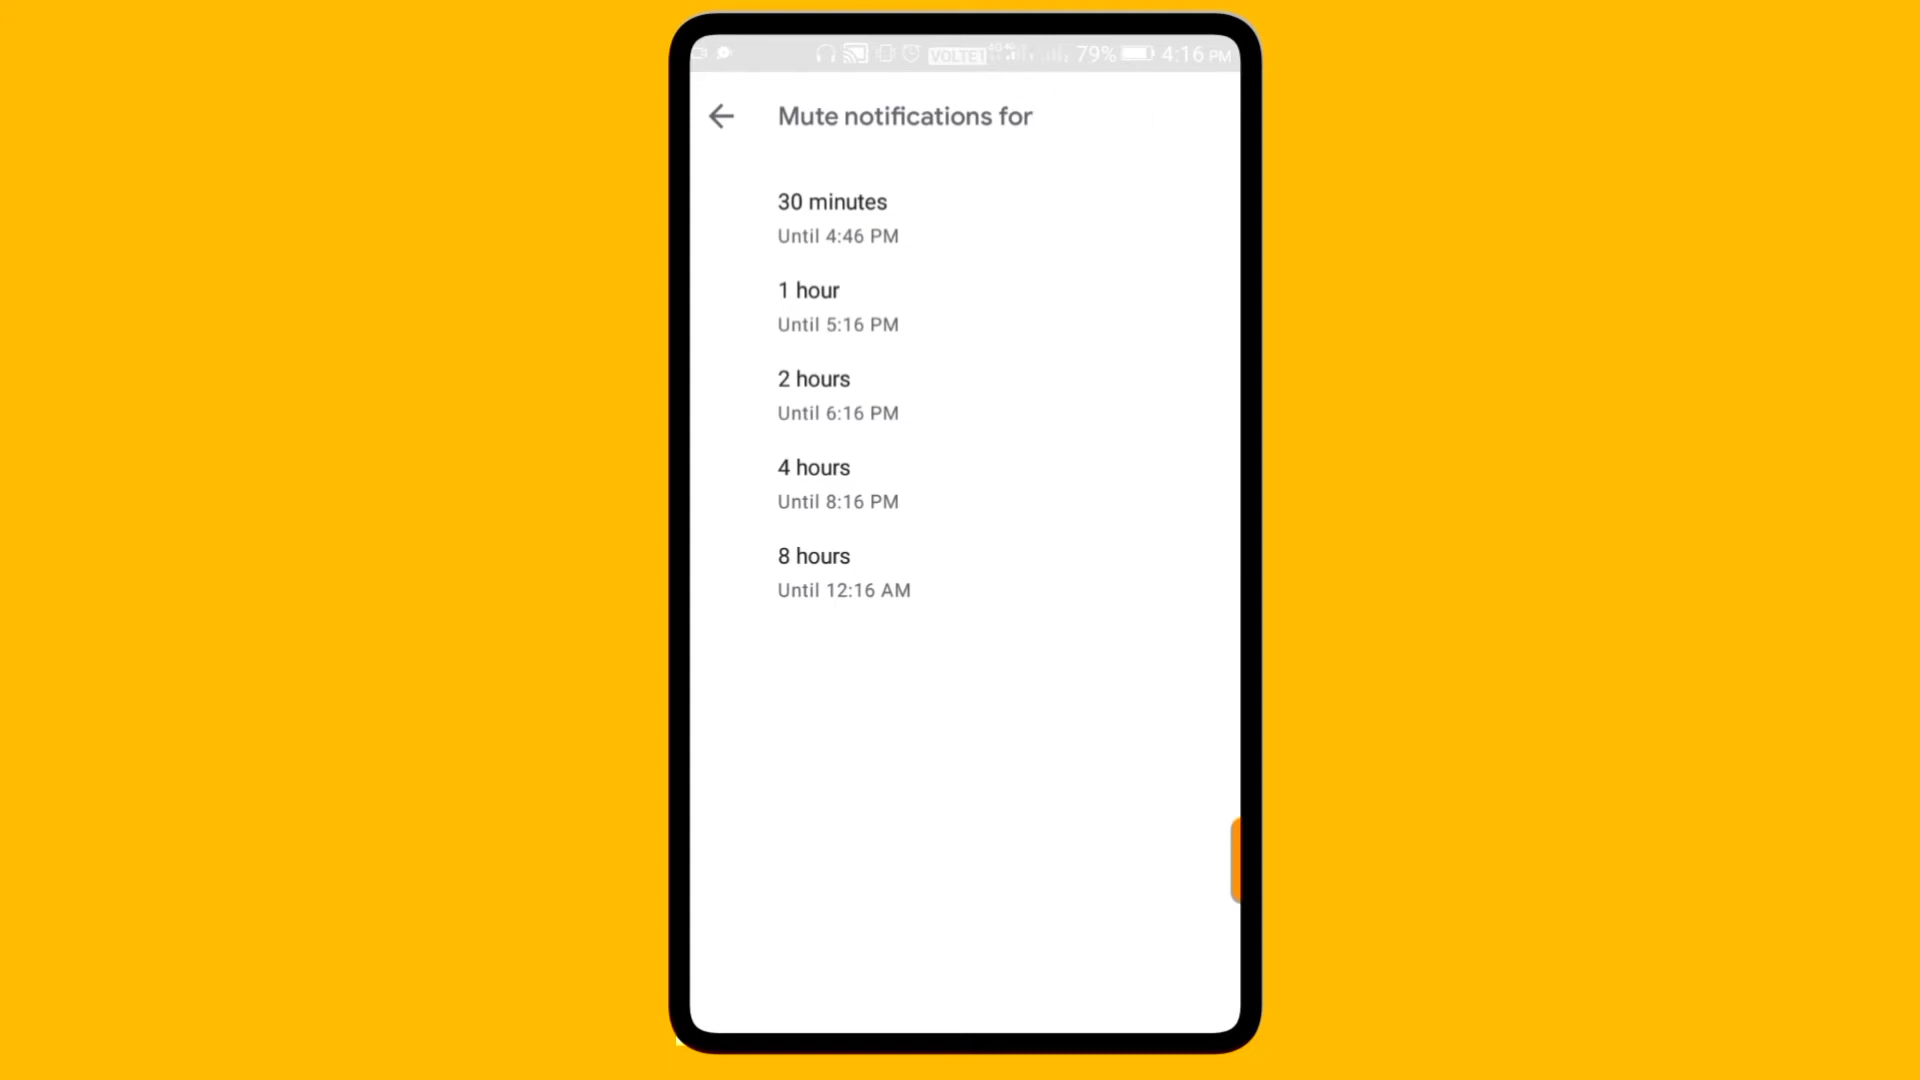 VOLTE1 79% 4:16 PM
Mute notifications for
30 minutes
Until 4:46 PM
1 hour
Until 5:16 PM
2 hours
Until 6:16 PM
4 hours
Until 8:16 PM
8 hours
Until 12:16 AM